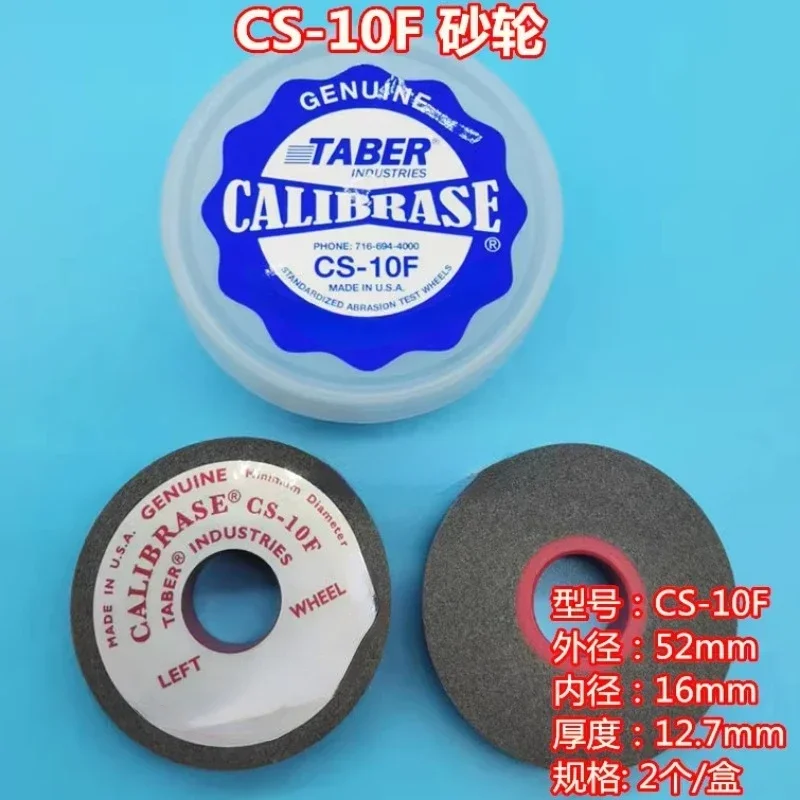 CS-10F 砂轮
GENUINE
TABER®
INDUSTRIES
CALIBRASE®
PHONE: 716-694-4000
CS-10F
MADE IN U.S.A.
STANDARDIZED ABRASION TEST WHEELS
MADE IN U.S.A. GENUINE Minimum Diameter
CALIBRASE® CS-10F
TABER® INDUSTRIES
LEFT WHEEL
型号：CS-10F
外径：52mm
内径：16mm
厚度：12.7mm
规格: 2个/盒